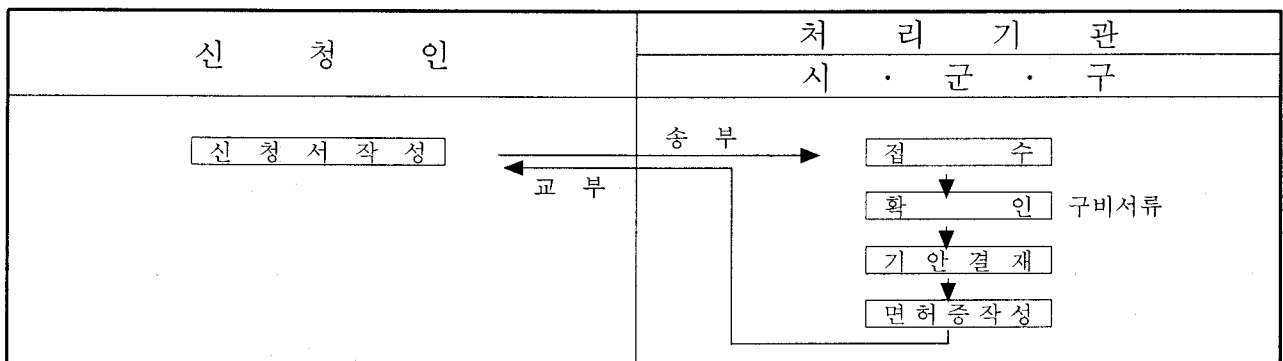 신 청 인
처 리 기 관
시 · 군 · 구
신 청 서 작 성
송 부
접 수
교 부
확 인 구비서류
기 안 결 재
면 허 증 작 성